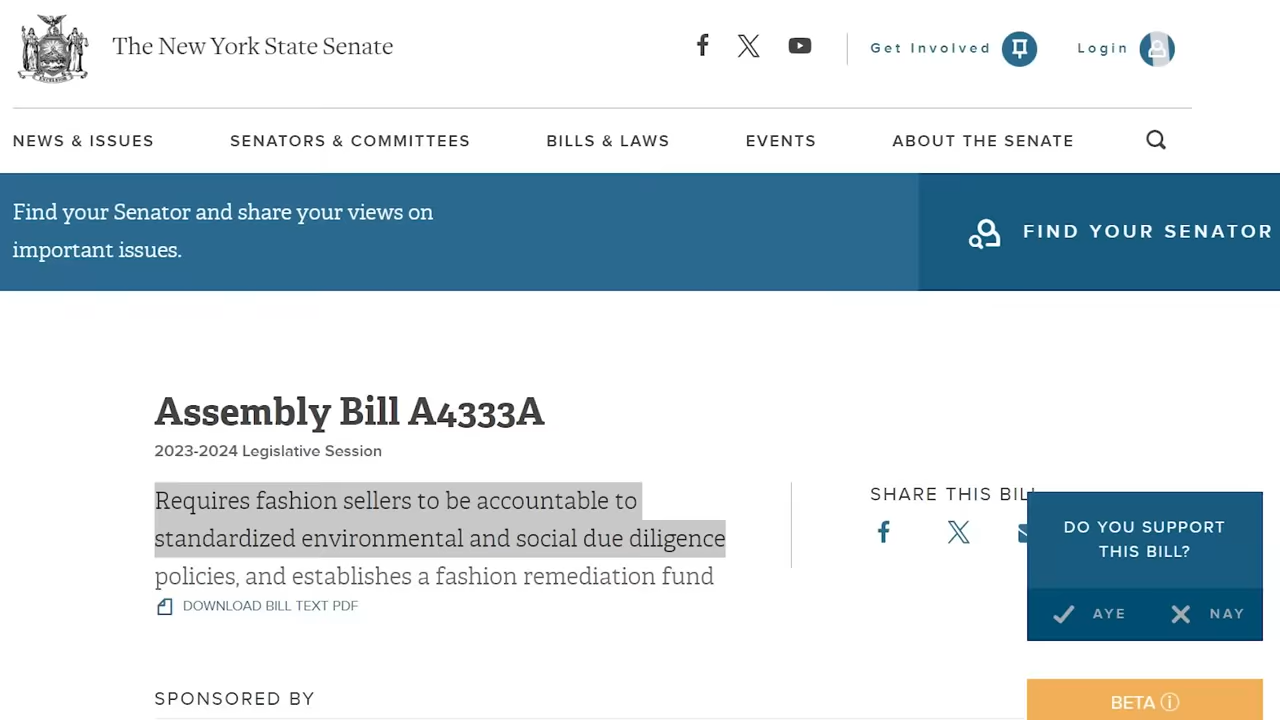 The New York State Senate
Get Involved
Login
NEWS & ISSUES
SENATORS & COMMITTEES
BILLS & LAWS
EVENTS
ABOUT THE SENATE
Find your Senator and share your views on
important issues.
FIND YOUR SENATOR
Assembly Bill A4333A
2023-2024 Legislative Session
Requires fashion sellers to be accountable to
standardized environmental and social due diligence
policies, and establishes a fashion remediation fund
DOWNLOAD BILL TEXT PDF
SHARE THIS BILL
DO YOU SUPPORT
THIS BILL?
AYE
NAY
SPONSORED BY
BETA